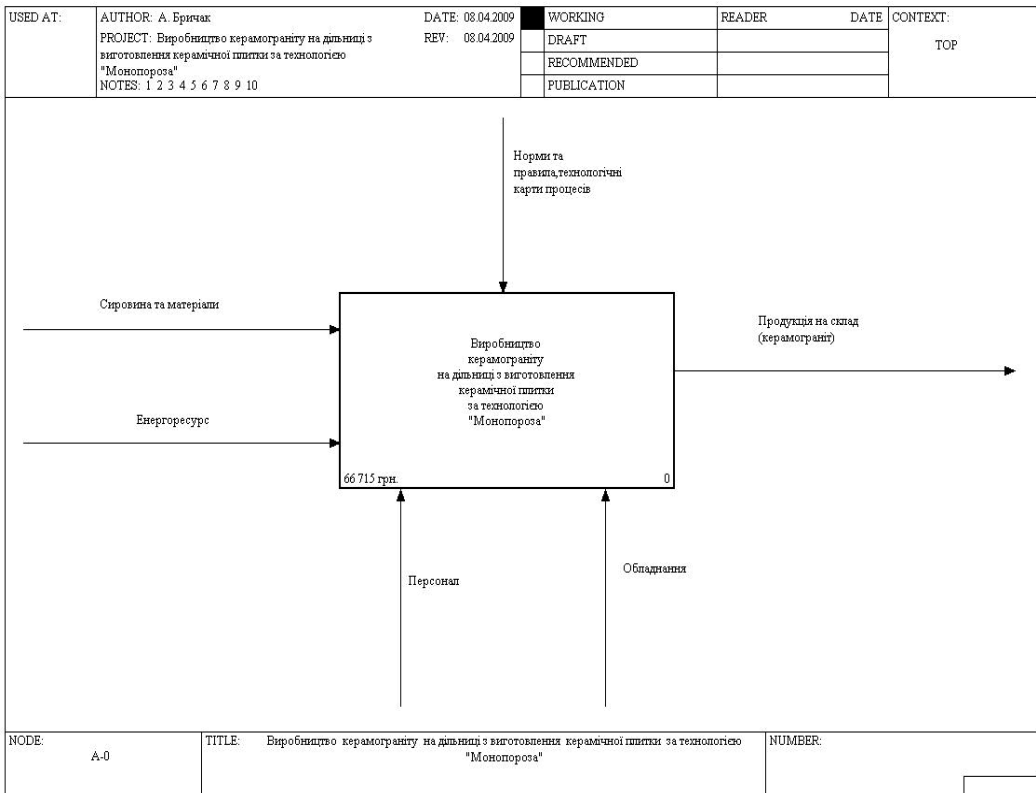 USED AT:
AUTHOR: А. Бричак
DATE: 08.04.2009
PROJECT: Виробництво керамограніту на дільниці з
виготовлення керамічної плитки за технологією
"Монопороза"
REV: 08.04.2009
NOTES: 1 2 3 4 5 6 7 8 9 10
WORKING
DRAFT
RECOMMENDED
PUBLICATION
READER DATE
CONTEXT:
TOP
Норми та
правила,технологічні
карти процесів
Сировина та матеріали
Енергоресурс
Виробництво
керамограніту
на дільниці з виготовлення
керамічної плитки
за технологією
"Монопороза"
66 715 грн.
0
Продукція на склад
(керамограніт)
Персонал
Обладнання
NODE:
A-0
TITLE: Виробництво керамограніту на дільниці з виготовлення керамічної плитки за технологією
"Монопороза"
NUMBER: